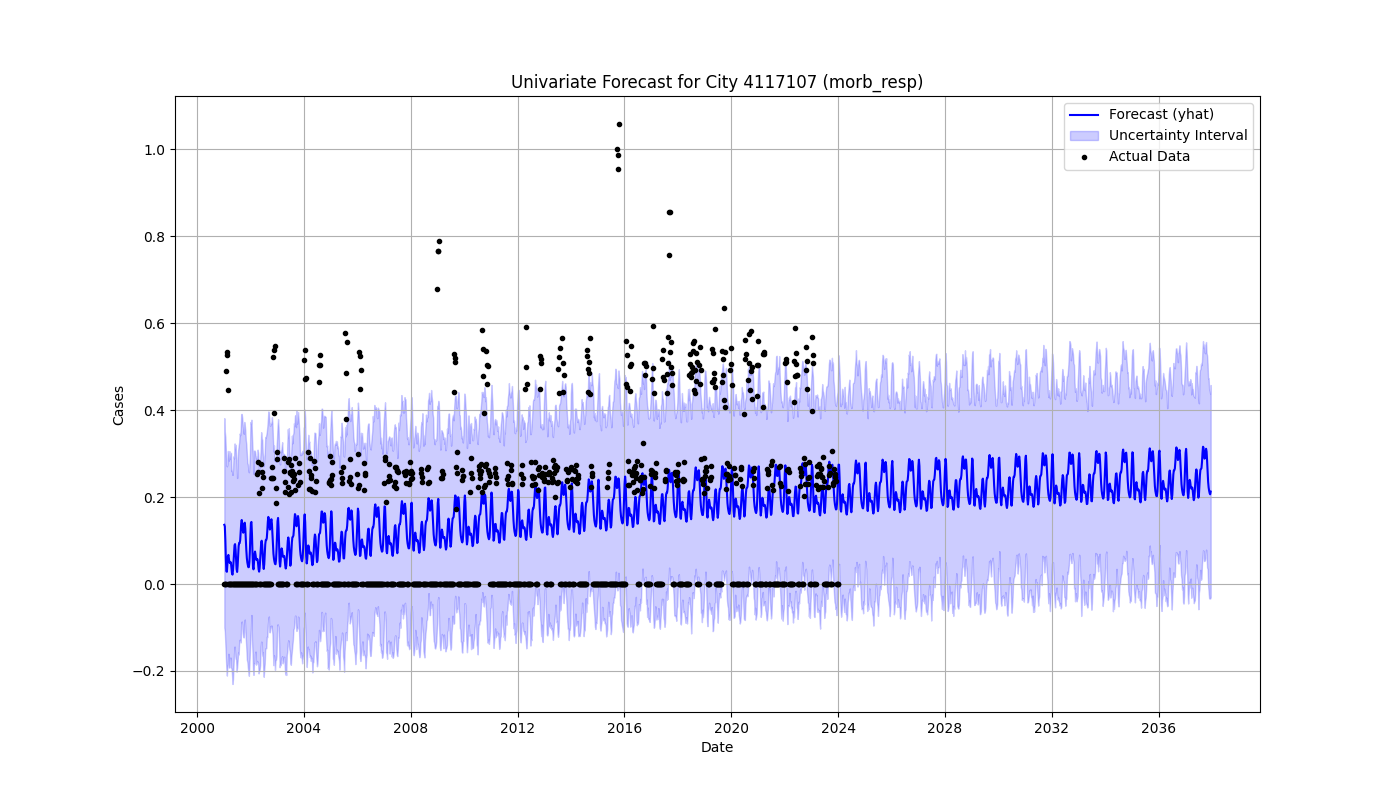 Univariate Forecast for City 4117107 (morb_resp)
Forecast (yhat)
Uncertainty Interval
Actual Data
Cases
1.0
0.8
0.6
0.4
0.2
0.0
−0.2
2000 2004 2008 2012 2016 2020 2024 2028 2032 2036
Date